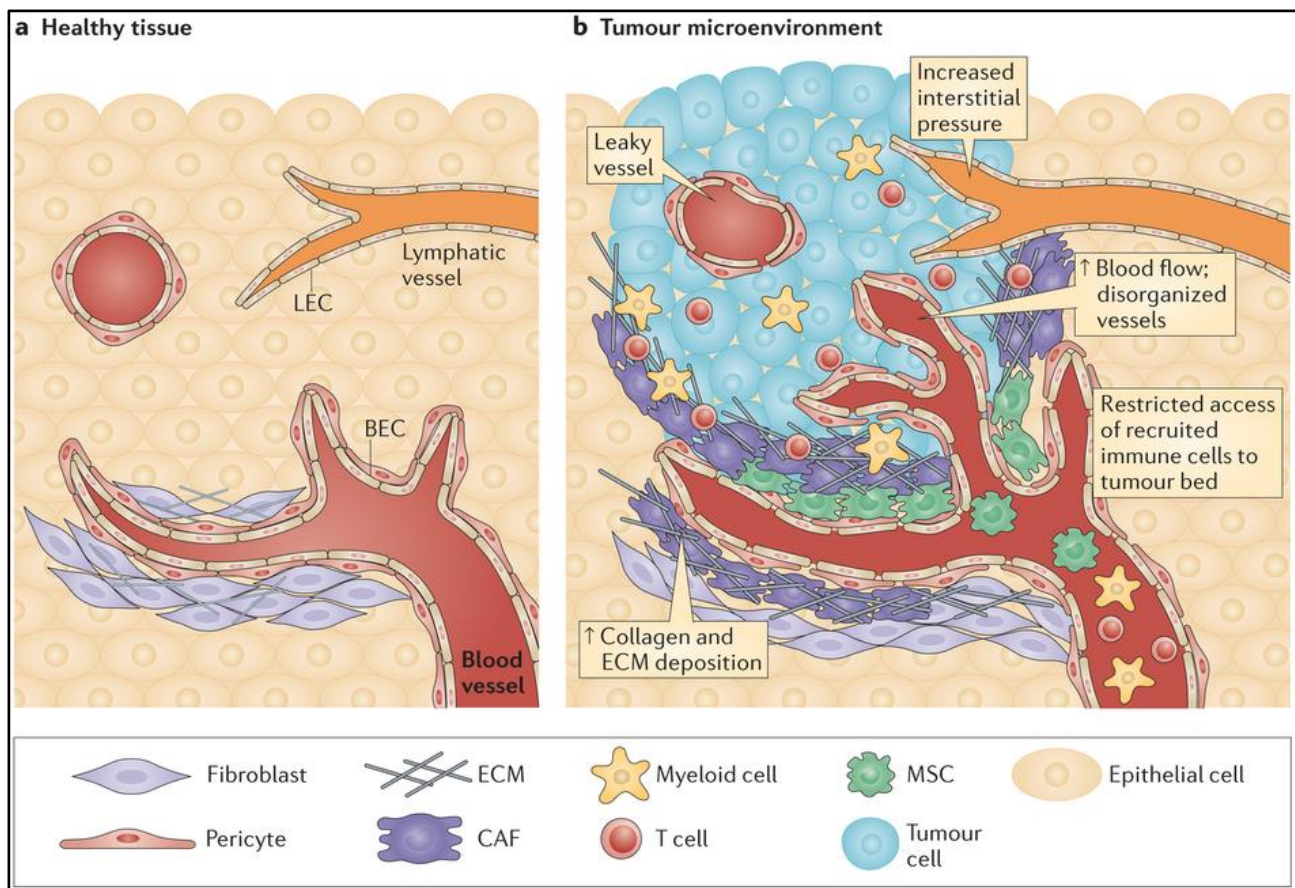 a Healthy tissue
Lymphatic
vessel
LEC
BEC
Blood
vessel
b Tumour microenvironment
Increased
interstitial
pressure
Leaky
vessel
↑ Blood flow;
disorganized
vessels
Restricted access
of recruited
immune cells to
tumour bed
↑ Collagen and
ECM deposition
Fibroblast
ECM
Myeloid cell
MSC
Epithelial cell
Pericyte
CAF
T cell
Tumour
cell